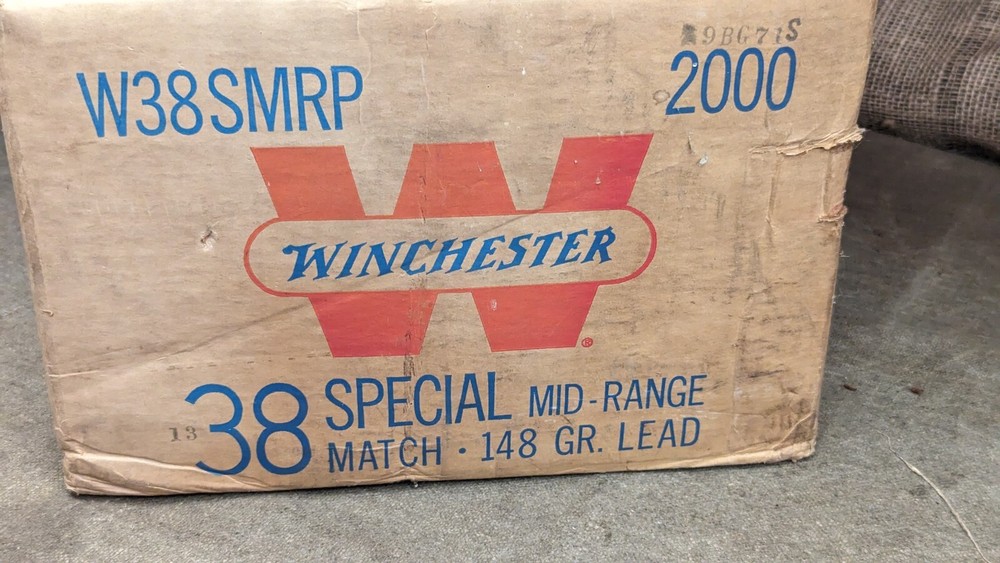 9BG71S
W38SMRP
2000
WINCHESTER
®
13
38 SPECIAL MID-RANGE
MATCH · 148 GR. LEAD